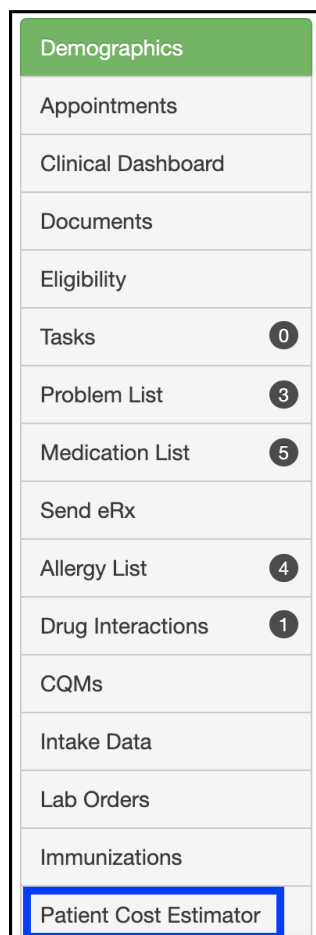 Demographics
Appointments
Clinical Dashboard
Documents
Eligibility
Tasks 0
Problem List 3
Medication List 5
Send eRx
Allergy List 4
Drug Interactions 1
CQMs
Intake Data
Lab Orders
Immunizations
Patient Cost Estimator